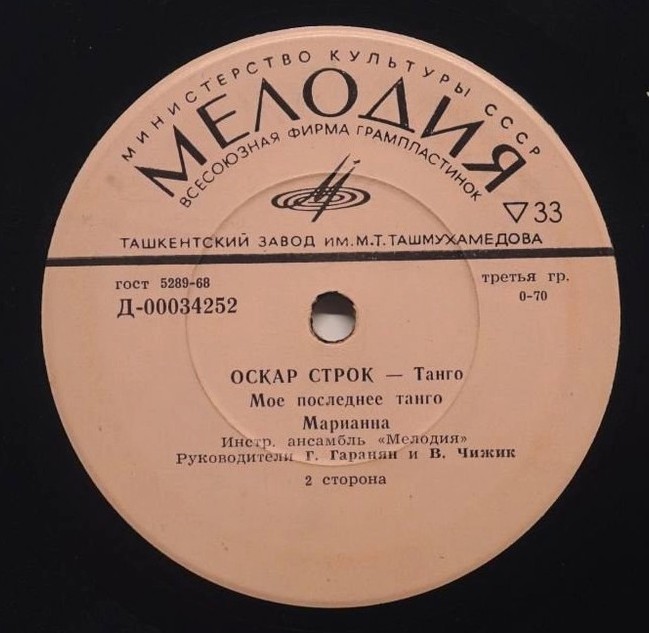 МИНИСТЕРСТВО КУЛЬТУРЫ СССР
МЕЛОДИЯ
ВСЕСОЮЗНАЯ ФИРМА ГРАМПЛАСТИНОК
▽33
ТАШКЕНТСКИЙ ЗАВОД ИМ. М.Т. ТАШМУХАМЕДОВА
гост 5289-68
третья гр.
Д-00034252
0-70
ОСКАР СТРОК — Танго
Мое последнее танго
Марианна
Инстр. ансамбль «Мелодия»
Руководители Г. Гаранян и В. Чижик
2 сторона